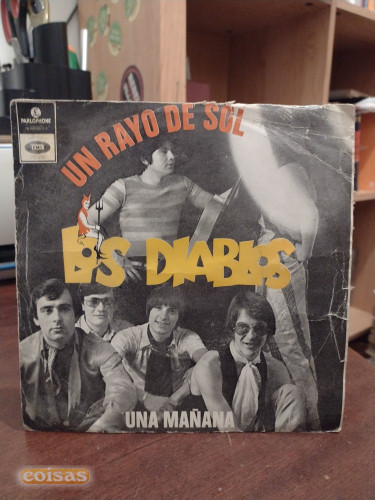 PARLOPHONE
EMI
UN RAYO DE SOL
LOS DIABLOS
UNA MAÑANA
coisas